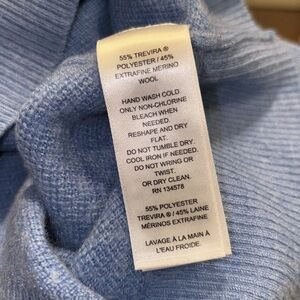 55% TREVIRA ®
POLYESTER / 45%
EXTRAFINE MERINO
WOOL
HAND WASH COLD.
ONLY NON-CHLORINE
BLEACH WHEN
NEEDED.
RESHAPE AND DRY
FLAT.
DO NOT TUMBLE DRY.
COOL IRON IF NEEDED.
DO NOT WRING OR
TWIST.
OR DRY CLEAN.
RN 134578
55% POLYESTER
TREVIRA ® / 45% LAINE
MÉRINOS EXTRAFINE
LAVAGE À LA MAIN À
L'EAU FROIDE.